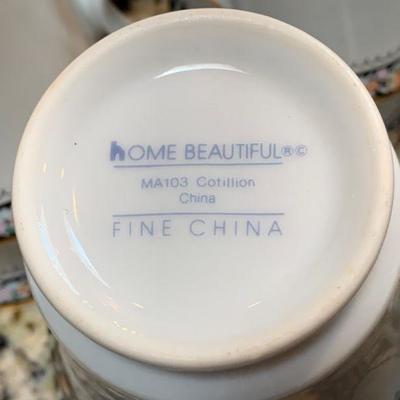 hOME BEAUTIFUL®©
MA103 Cotillion
China
FINE CHINA